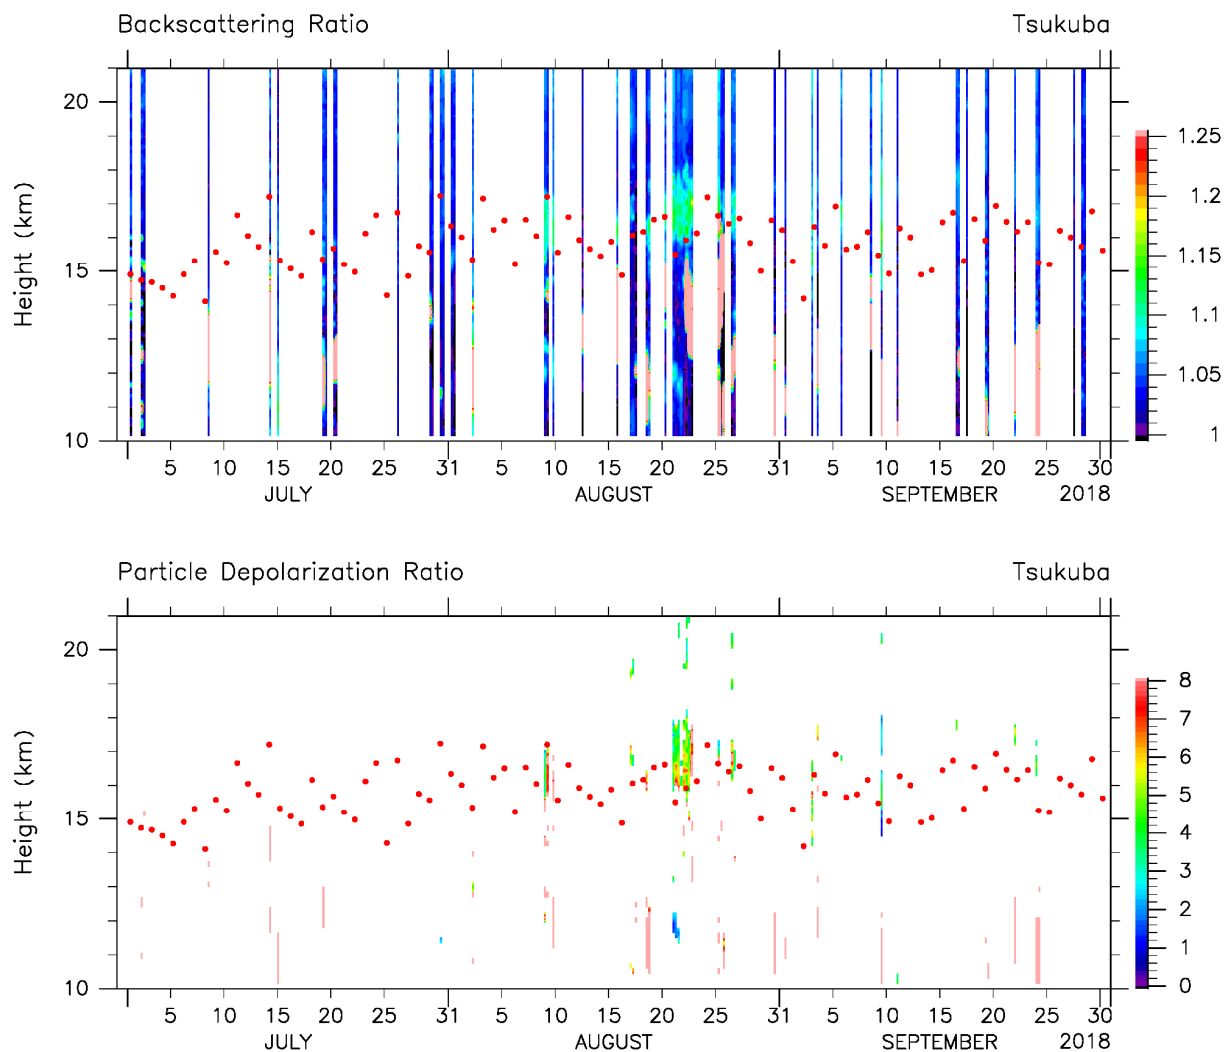 Backscattering Ratio Tsukuba
20
15
10
Height (km)
1.25
1.2
1.15
1.1
1.05
1
5 10 15 20 25 31 5 10 15 20 25 31 5 10 15 20 25 30
JULY AUGUST SEPTEMBER 2018
Particle Depolarization Ratio Tsukuba
20
15
10
Height (km)
8
7
6
5
4
3
2
1
0
5 10 15 20 25 31 5 10 15 20 25 31 5 10 15 20 25 30
JULY AUGUST SEPTEMBER 2018